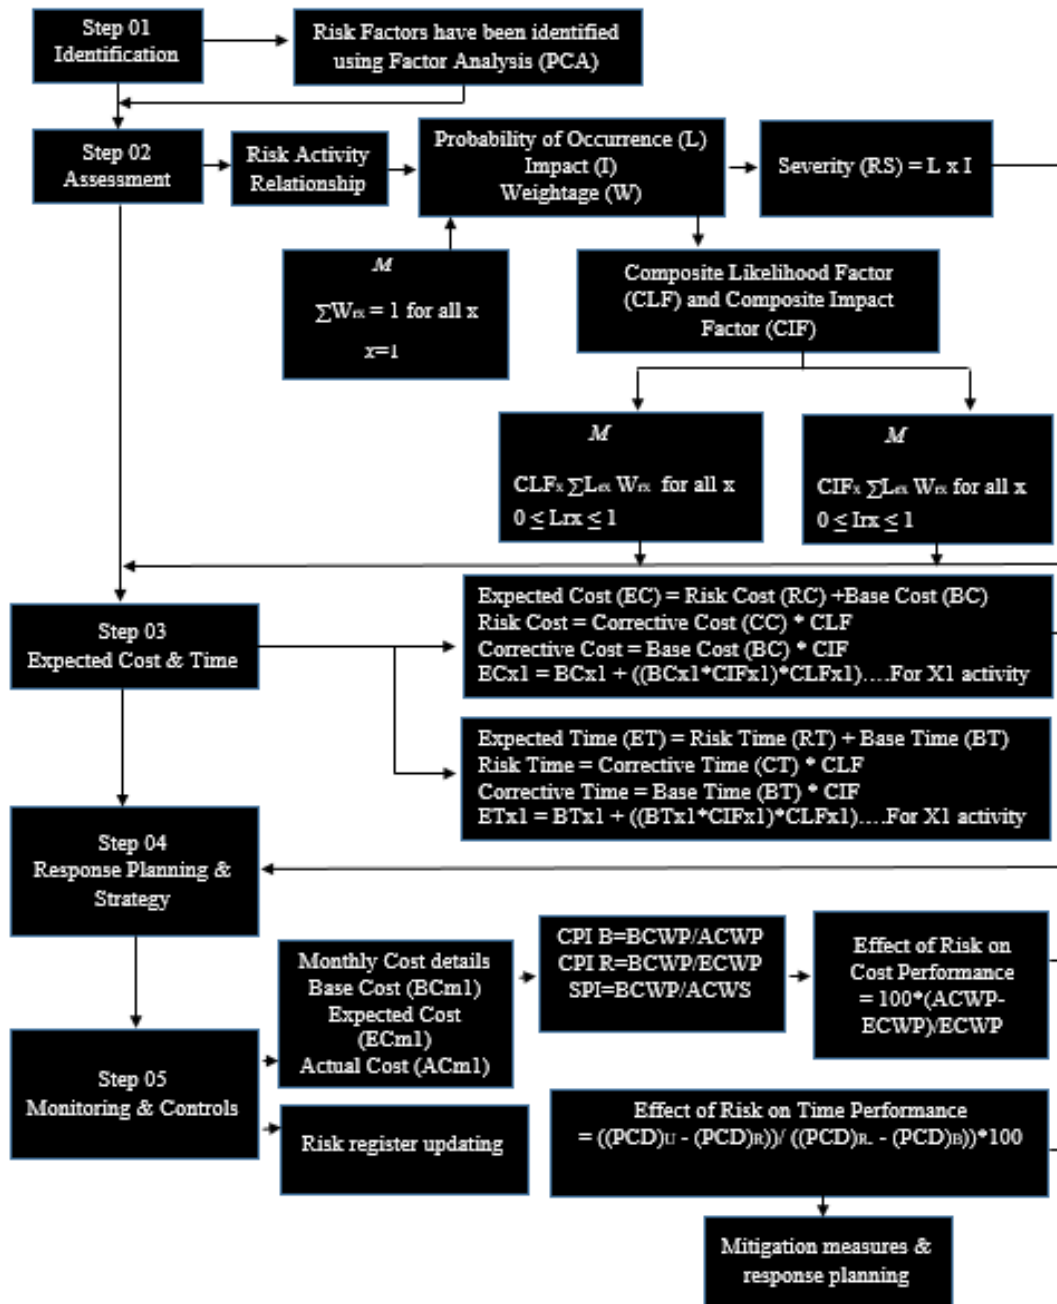 Step 01
Identification
Risk Factors have been identified
using Factor Analysis (PCA)
Step 02
Assessment
Risk Activity
Relationship
Probability of Occurrence (L)
Impact (I)
Weightage (W)
Severity (RS) = L x I
M
∑Wrx = 1 for all x
x=1
Composite Likelihood Factor
(CLF) and Composite Impact
Factor (CIF)
M
CLFx ∑Lrx Wrx for all x
0 ≤ Lrx ≤ 1
M
CIFx ∑Lrx Wrx for all x
0 ≤ Irx ≤ 1
Step 03
Expected Cost & Time
Expected Cost (EC) = Risk Cost (RC) +Base Cost (BC)
Risk Cost = Corrective Cost (CC) * CLF
Corrective Cost = Base Cost (BC) * CIF
ECx1 = BCx1 + ((BCx1*CIFx1)*CLFx1)....For X1 activity
Expected Time (ET) = Risk Time (RT) + Base Time (BT)
Risk Time = Corrective Time (CT) * CLF
Corrective Time = Base Time (BT) * CIF
ETx1 = BTx1 + ((BTx1*CIFx1)*CLFx1)....For X1 activity
Step 04
Response Planning &
Strategy
Monthly Cost details
Base Cost (BCm1)
Expected Cost
(ECm1)
Actual Cost (ACm1)
CPI B=BCWP/ACWP
CPI R=BCWP/ECWP
SPI=BCWP/ACWS
Effect of Risk on
Cost Performance
= 100*(ACWP-
ECWP)/ECWP
Step 05
Monitoring & Controls
Risk register updating
Effect of Risk on Time Performance
= ((PCD)U - (PCD)R))/ ((PCD)R- - (PCD)B))*100
Mitigation measures &
response planning